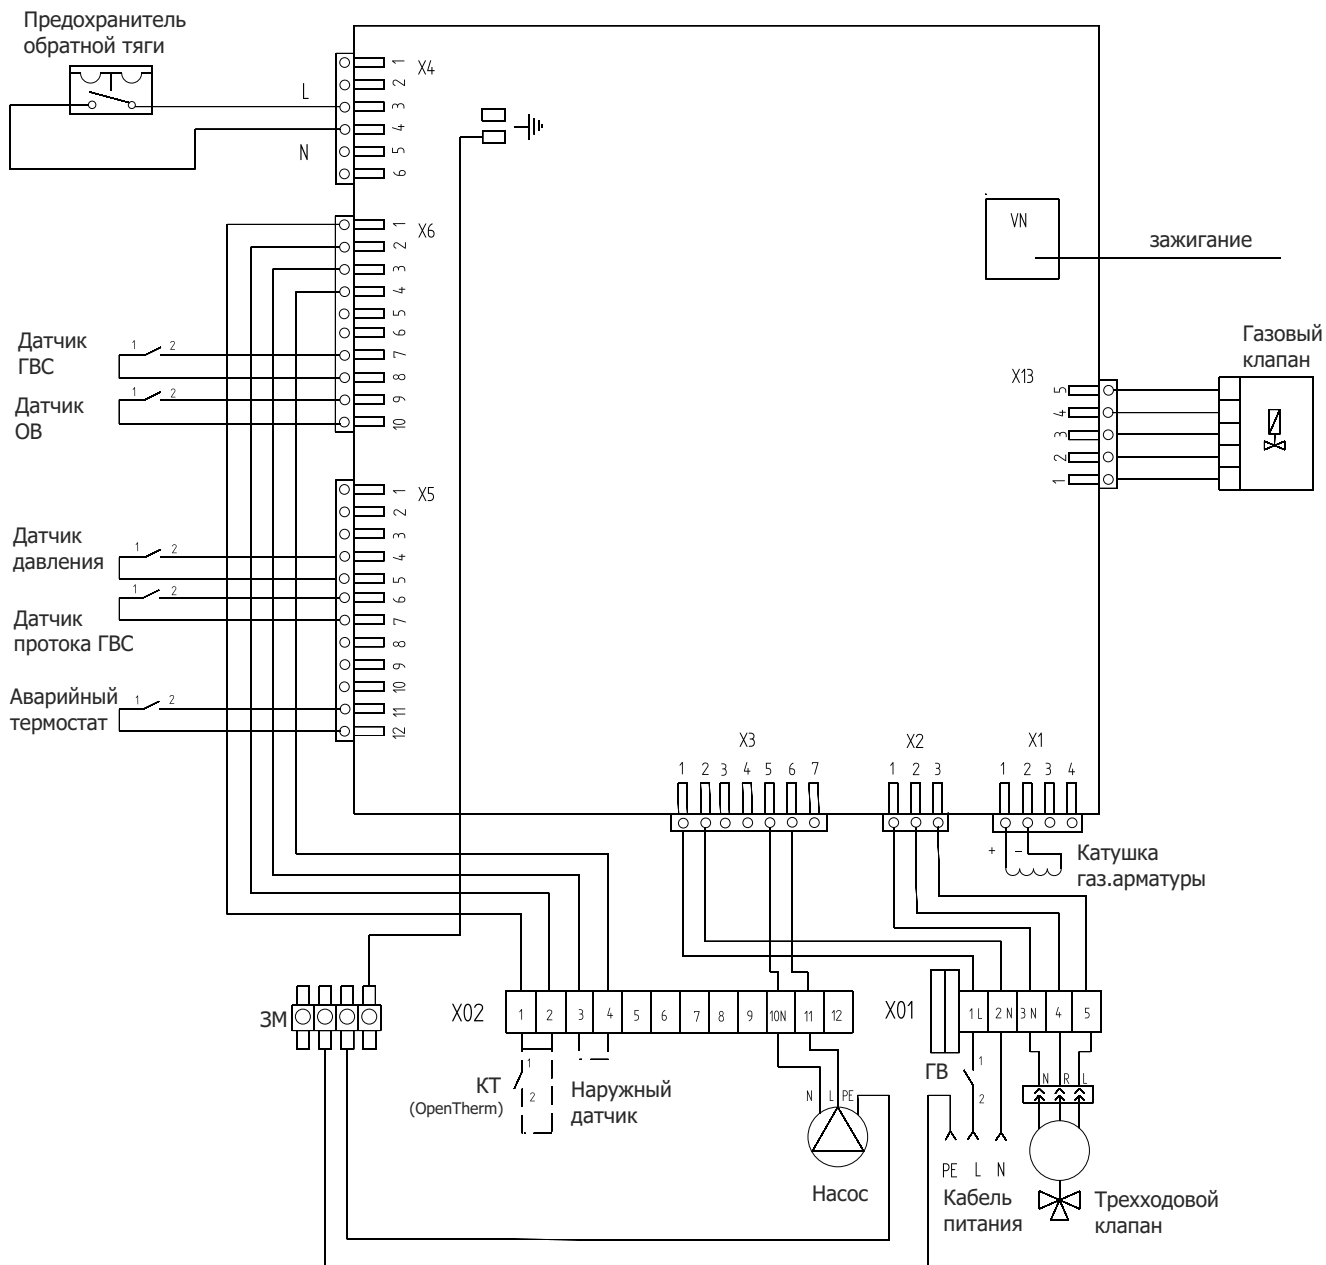 Предохранитель
обратной тяги
L
N
1
2
3
4
5
6
X4
1
2
3
4
5
6
7
8
9
10
X6
Датчик
ГВС
1 2
Датчик
ОВ
1 2
VN
зажигание
Газовый
клапан
X13
5
4
3
2
1
1
2
3
4
5
6
7
8
9
10
11
12
X5
Датчик
давления
1 2
1 2
Датчик
протока ГВС
Аварийный
термостат
1 2
X3
1 2 3 4 5 6 7
X2
1 2 3
X1
1 2 3 4
+ –
Катушка
газ.арматуры
ЗМ
X02
1 2 3 4 5 6 7 8 9 10N 11 12
X01
1 L 2 N 3 N 4 5
КТ
(OpenTherm)
1
2
Наружный
датчик
N L PE
Насос
ГВ
1
2
N R L
PE L N
Кабель
питания
Трехходовой
клапан